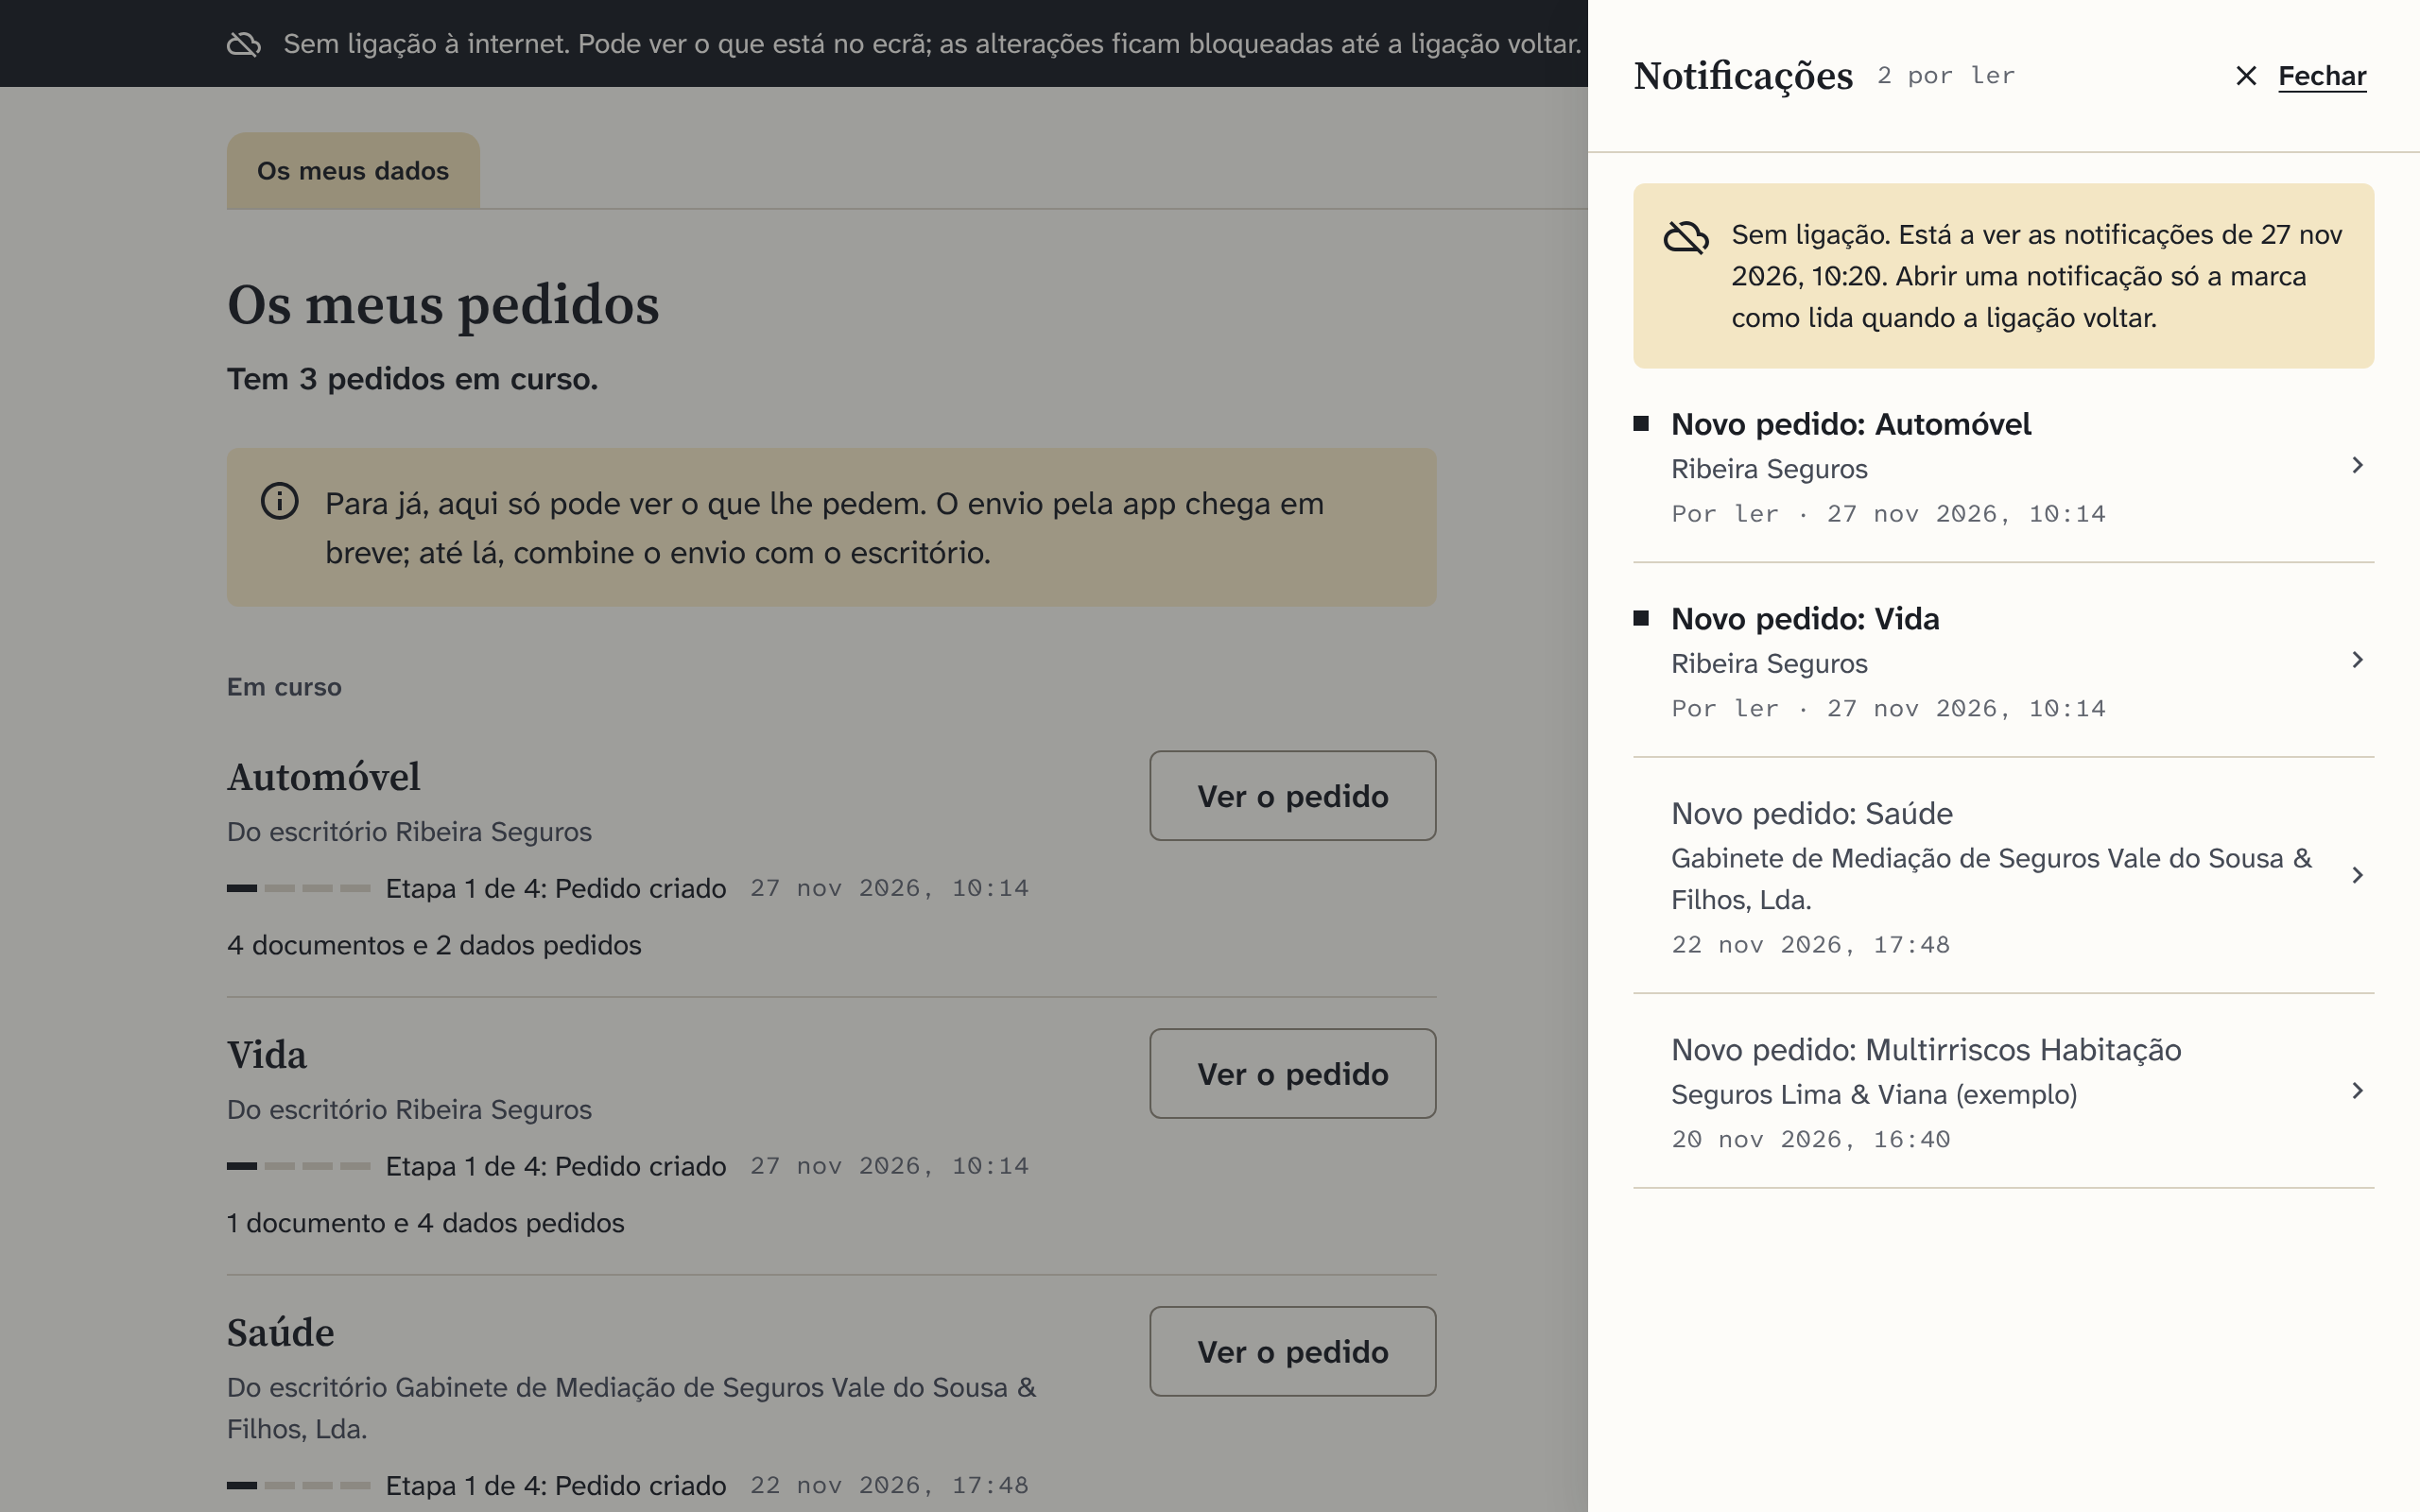 Sem ligação à internet. Pode ver o que está no ecrã; as alterações ficam bloqueadas até a ligação voltar.
Os meus dados
Os meus pedidos
Tem 3 pedidos em curso.
Para já, aqui só pode ver o que lhe pedem. O envio pela app chega em
breve; até lá, combine o envio com o escritório.
Em curso
Automóvel
Do escritório Ribeira Seguros
Etapa 1 de 4: Pedido criado 27 nov 2026, 10:14
4 documentos e 2 dados pedidos
Ver o pedido
Vida
Do escritório Ribeira Seguros
Etapa 1 de 4: Pedido criado 27 nov 2026, 10:14
1 documento e 4 dados pedidos
Ver o pedido
Saúde
Do escritório Gabinete de Mediação de Seguros Vale do Sousa &
Filhos, Lda.
Etapa 1 de 4: Pedido criado 22 nov 2026, 17:48
Ver o pedido
Notificações 2 por ler
Fechar
Sem ligação. Está a ver as notificações de 27 nov
2026, 10:20. Abrir uma notificação só a marca
como lida quando a ligação voltar.
Novo pedido: Automóvel
Ribeira Seguros
Por ler · 27 nov 2026, 10:14
Novo pedido: Vida
Ribeira Seguros
Por ler · 27 nov 2026, 10:14
Novo pedido: Saúde
Gabinete de Mediação de Seguros Vale do Sousa &
Filhos, Lda.
22 nov 2026, 17:48
Novo pedido: Multirriscos Habitação
Seguros Lima & Viana (exemplo)
20 nov 2026, 16:40